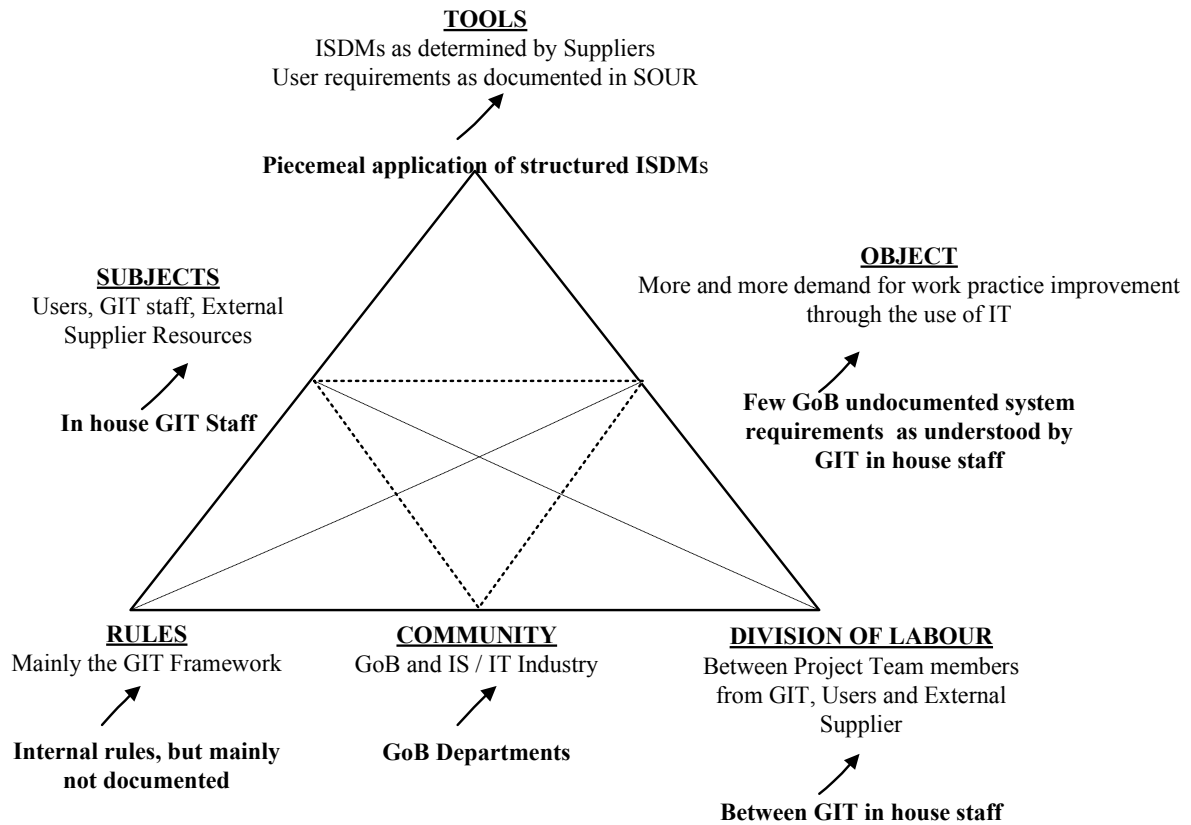 TOOLS
ISDMs as determined by Suppliers
User requirements as documented in SOUR
Piecemeal application of structured ISDMs
SUBJECTS
Users, GIT staff, External
Supplier Resources
In house GIT Staff
OBJECT
More and more demand for work practice improvement
through the use of IT
Few GoB undocumented system
requirements as understood by
GIT in house staff
RULES
Mainly the GIT Framework
Internal rules, but mainly
not documented
COMMUNITY
GoB and IS / IT Industry
GoB Departments
DIVISION OF LABOUR
Between Project Team members
from GIT, Users and External
Supplier
Between GIT in house staff